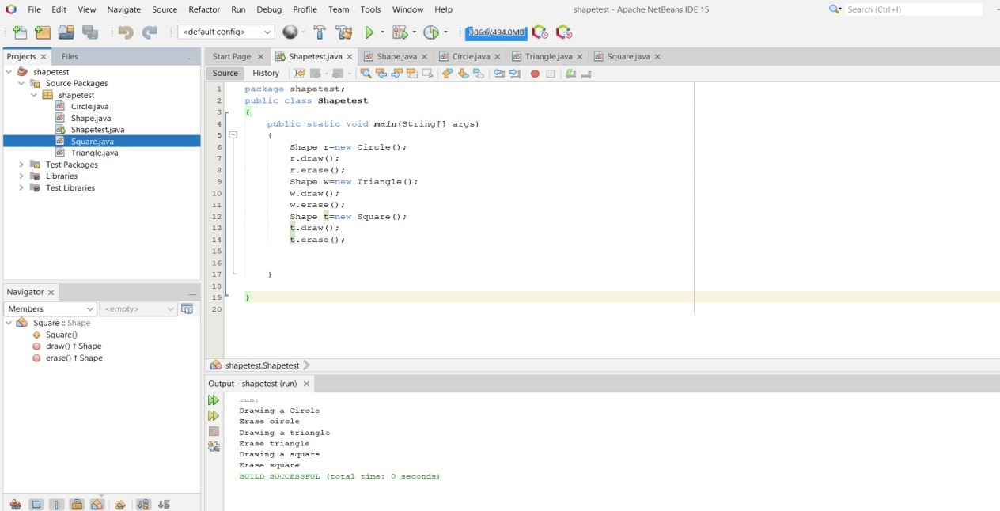 File Edit View Navigate Source Refactor Run Debug Profile Team Tools Window Help shapetest - Apache NetBeans IDE 15 Search (Ctrl+I)
<default config> 386.6/494.0MB
Projects Files
shapetest
Source Packages
shapetest
Circle.java
Shape.java
Shapetest.java
Square.java
Triangle.java
Test Packages
Libraries
Test Libraries
Navigator
Members <empty>
Square :: Shape
Square()
draw() ↑ Shape
erase() ↑ Shape
Start Page Shapetest.java Shape.java Circle.java Triangle.java Square.java
Source History
1 package shapetest;
2 public class Shapetest
3 {
4 public static void main(String[] args)
5 {
6 Shape r=new Circle();
7 r.draw();
8 r.erase();
9 Shape w=new Triangle();
10 w.draw();
11 w.erase();
12 Shape t=new Square();
13 t.draw();
14 t.erase();
15
16
17 }
18
19 }
20
shapetest.Shapetest
Output - shapetest (run)
run:
Drawing a Circle
Erase circle
Drawing a triangle
Erase triangle
Drawing a square
Erase square
BUILD SUCCESSFUL (total time: 0 seconds)